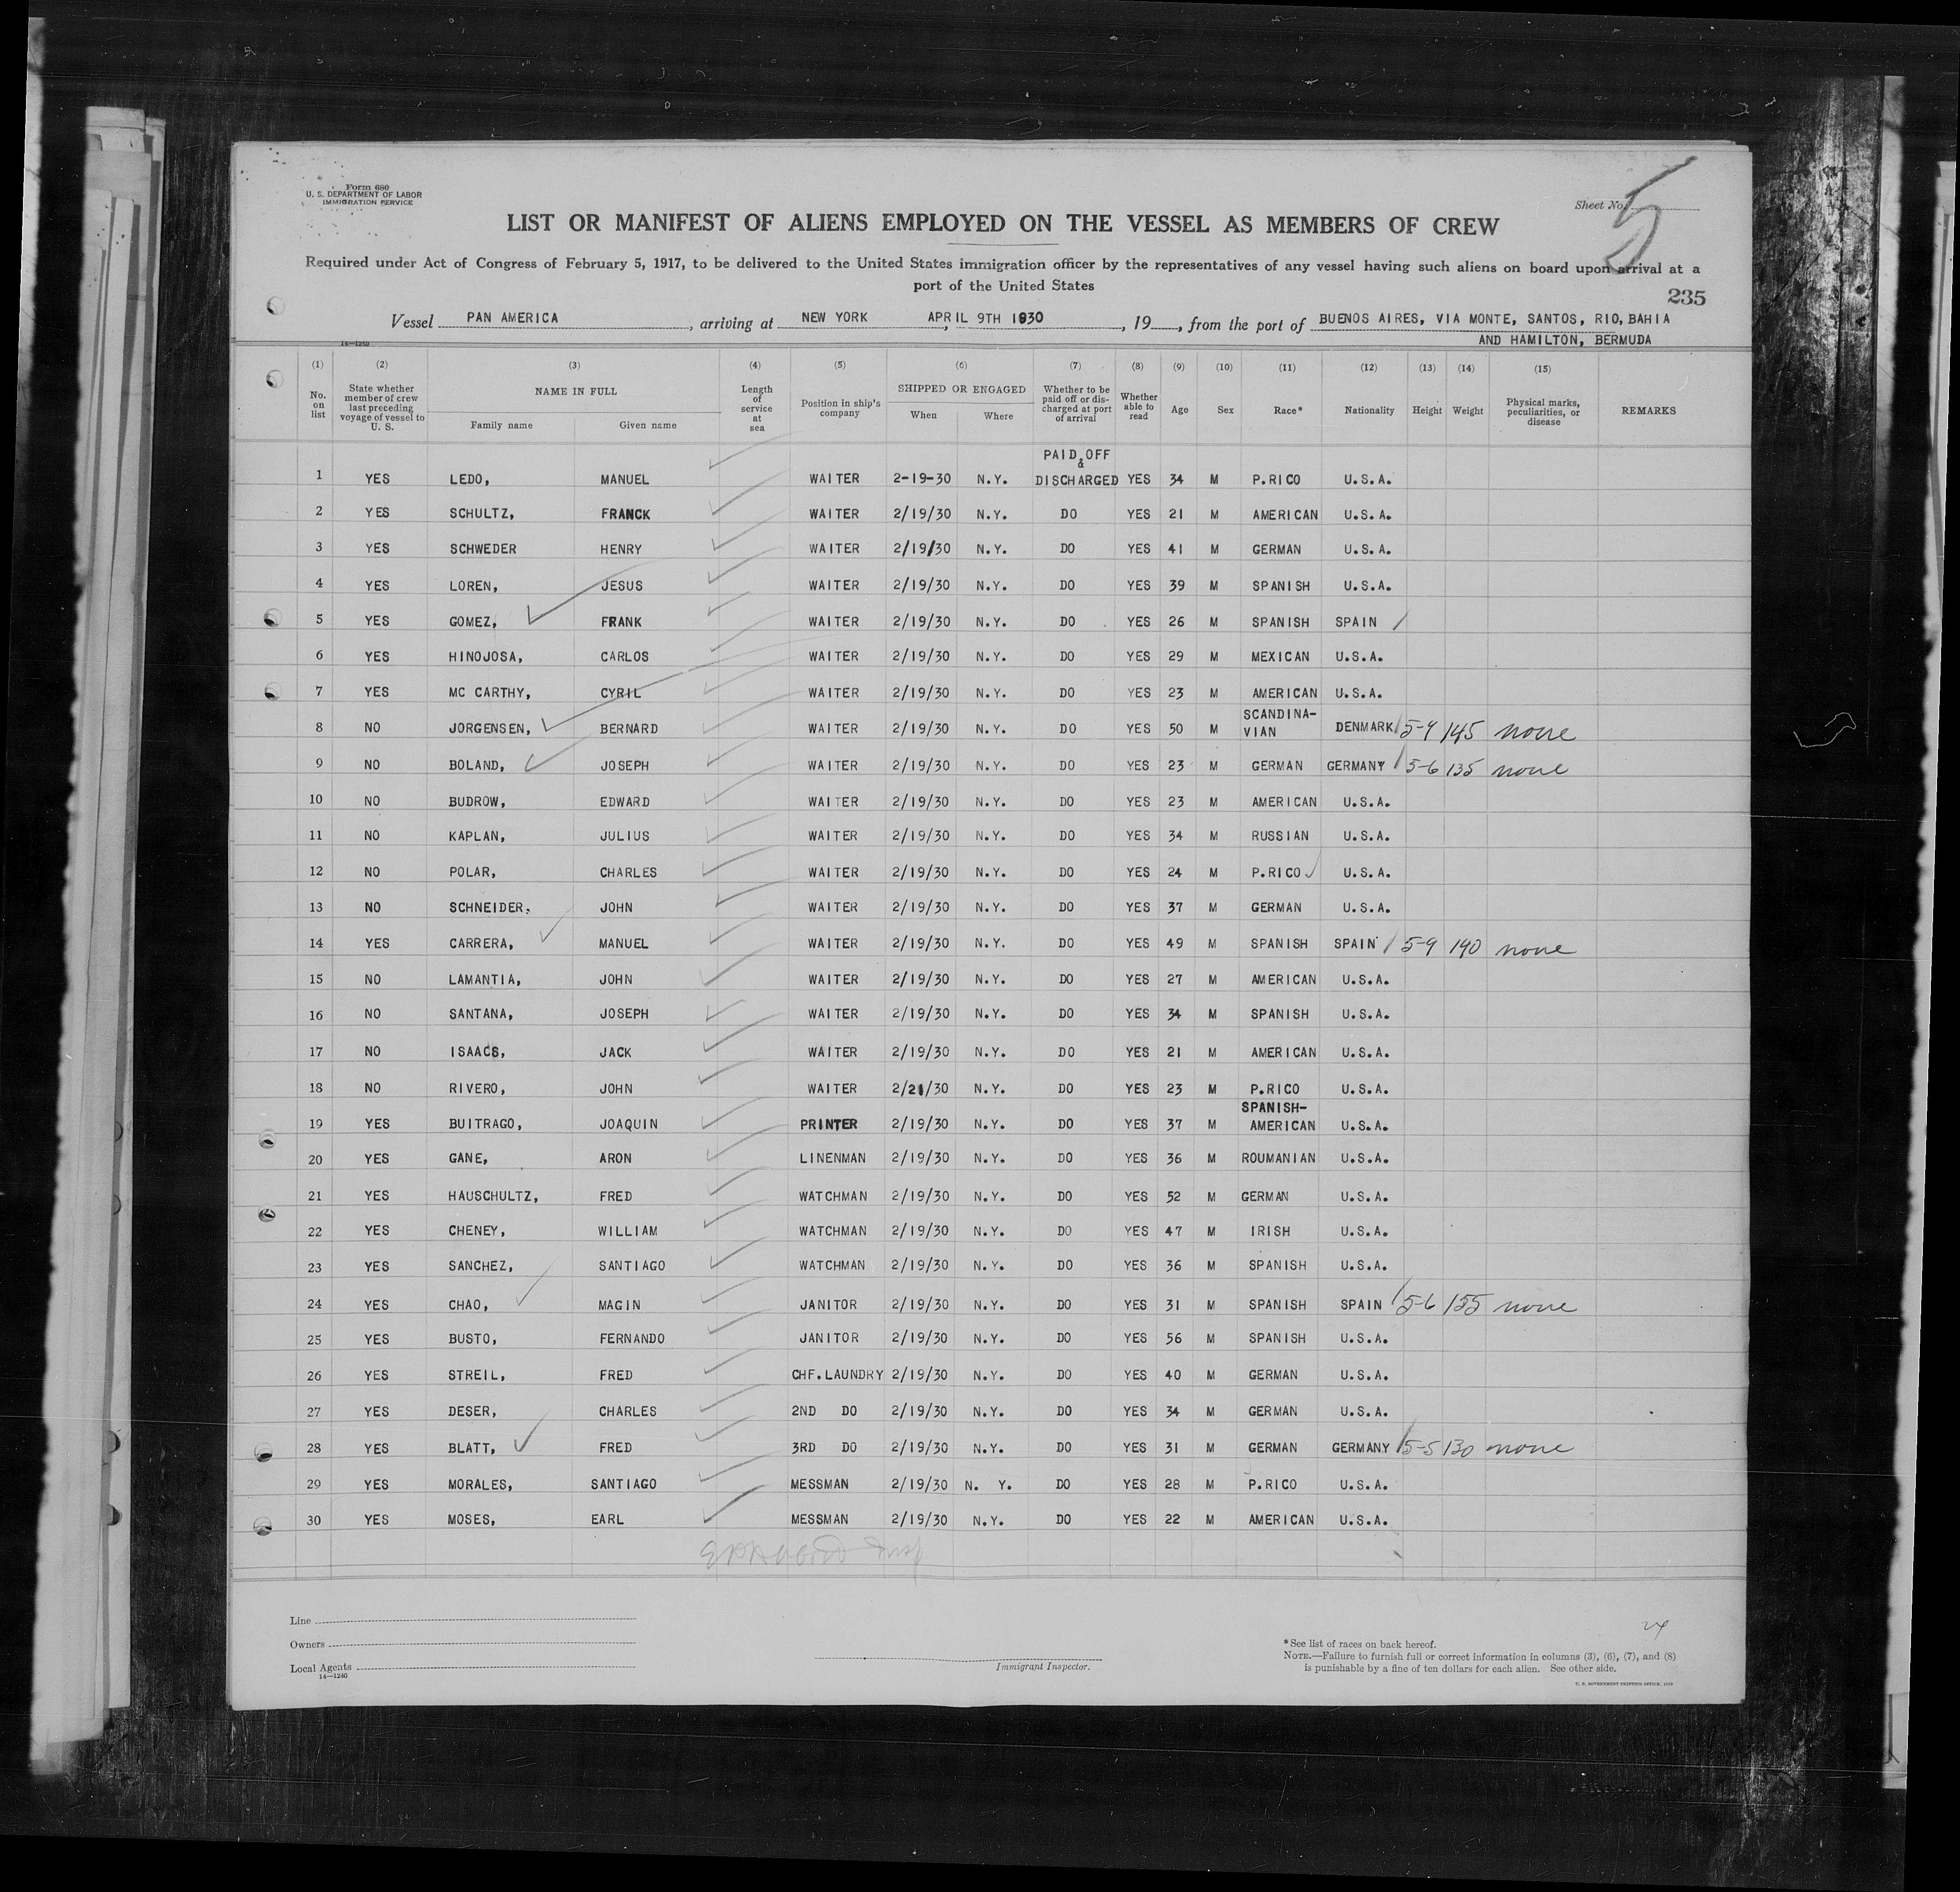 Form 680
U. S. DEPARTMENT OF LABOR
IMMIGRATION SERVICE
Sheet No. 5
LIST OR MANIFEST OF ALIENS EMPLOYED ON THE VESSEL AS MEMBERS OF CREW
Required under Act of Congress of February 5, 1917, to be delivered to the United States immigration officer by the representatives of any vessel having such aliens on board upon arrival at a
port of the United States
235
Vessel PAN AMERICA, arriving at NEW YORK APRIL 9TH 1930, 19, from the port of BUENOS AIRES, VIA MONTE, SANTOS, RIO, BAHIA
AND HAMILTON, BERMUDA
14—1240
(1) (2) (3) (4) (5) (6) (7) (8) (9) (10) (11) (12) (13) (14) (15)
No. on list State whether member of crew last preceding voyage of vessel to U. S. NAME IN FULL Family name Given name Length of service at sea Position in ship's company SHIPPED OR ENGAGED When Where Whether to be paid off or discharged at port of arrival Whether able to read Age Sex Race* Nationality Height Weight Physical marks, peculiarities, or disease REMARKS
1 YES LEDO, MANUEL WAITER 2-19-30 N.Y. PAID OFF & DISCHARGED YES 34 M P.RICO U.S.A.
2 YES SCHULTZ, FRANCK WAITER 2/19/30 N.Y. DO YES 21 M AMERICAN U.S.A.
3 YES SCHWEDER HENRY WAITER 2/19/30 N.Y. DO YES 41 M GERMAN U.S.A.
4 YES LOREN, JESUS WAITER 2/19/30 N.Y. DO YES 39 M SPANISH U.S.A.
5 YES GOMEZ, FRANK WAITER 2/19/30 N.Y. DO YES 26 M SPANISH SPAIN
6 YES HINOJOSA, CARLOS WAITER 2/19/30 N.Y. DO YES 29 M MEXICAN U.S.A.
7 YES MC CARTHY, CYRIL WAITER 2/19/30 N.Y. DO YES 23 M AMERICAN U.S.A.
8 NO JORGENSEN, BERNARD WAITER 2/19/30 N.Y. DO YES 50 M SCANDINA-VIAN DENMARK 5-9 145 none
9 NO BOLAND, JOSEPH WAITER 2/19/30 N.Y. DO YES 23 M GERMAN GERMANY 5-6 135 none
10 NO BUDROW, EDWARD WAITER 2/19/30 N.Y. DO YES 23 M AMERICAN U.S.A.
11 NO KAPLAN, JULIUS WAITER 2/19/30 N.Y. DO YES 34 M RUSSIAN U.S.A.
12 NO POLAR, CHARLES WAITER 2/19/30 N.Y. DO YES 24 M P.RICO U.S.A.
13 NO SCHNEIDER, JOHN WAITER 2/19/30 N.Y. DO YES 37 M GERMAN U.S.A.
14 YES CARRERA, MANUEL WAITER 2/19/30 N.Y. DO YES 49 M SPANISH SPAIN 5-9 190 none
15 NO LAMANTIA, JOHN WAITER 2/19/30 N.Y. DO YES 27 M AMERICAN U.S.A.
16 NO SANTANA, JOSEPH WAITER 2/19/30 N.Y. DO YES 34 M SPANISH U.S.A.
17 NO ISAACS, JACK WAITER 2/19/30 N.Y. DO YES 21 M AMERICAN U.S.A.
18 NO RIVERO, JOHN WAITER 2/21/30 N.Y. DO YES 23 M P.RICO U.S.A.
19 YES BUITRAGO, JOAQUIN PRINTER 2/19/30 N.Y. DO YES 37 M SPANISH-AMERICAN U.S.A.
20 YES GANE, ARON LINENMAN 2/19/30 N.Y. DO YES 36 M ROUMANIAN U.S.A.
21 YES HAUSCHULTZ, FRED WATCHMAN 2/19/30 N.Y. DO YES 52 M GERMAN U.S.A.
22 YES CHENEY, WILLIAM WATCHMAN 2/19/30 N.Y. DO YES 47 M IRISH U.S.A.
23 YES SANCHEZ, SANTIAGO WATCHMAN 2/19/30 N.Y. DO YES 36 M SPANISH U.S.A.
24 YES CHAO, MAGIN JANITOR 2/19/30 N.Y. DO YES 31 M SPANISH SPAIN 5-6 155 none
25 YES BUSTO, FERNANDO JANITOR 2/19/30 N.Y. DO YES 56 M SPANISH U.S.A.
26 YES STREIL, FRED CHF.LAUNDRY 2/19/30 N.Y. DO YES 40 M GERMAN U.S.A.
27 YES DESER, CHARLES 2ND DO 2/19/30 N.Y. DO YES 34 M GERMAN U.S.A.
28 YES BLATT, FRED 3RD DO 2/19/30 N.Y. DO YES 31 M GERMAN GERMANY 5-5 130 none
29 YES MORALES, SANTIAGO MESSMAN 2/19/30 N. Y. DO YES 28 M P.RICO U.S.A.
30 YES MOSES, EARL MESSMAN 2/19/30 N.Y. DO YES 22 M AMERICAN U.S.A.
Line
Owners
Local Agents
14—1240
Immigrant Inspector.
*See list of races on back hereof.
NOTE.—Failure to furnish full or correct information in columns (3), (6), (7), and (8)
is punishable by a fine of ten dollars for each alien. See other side.